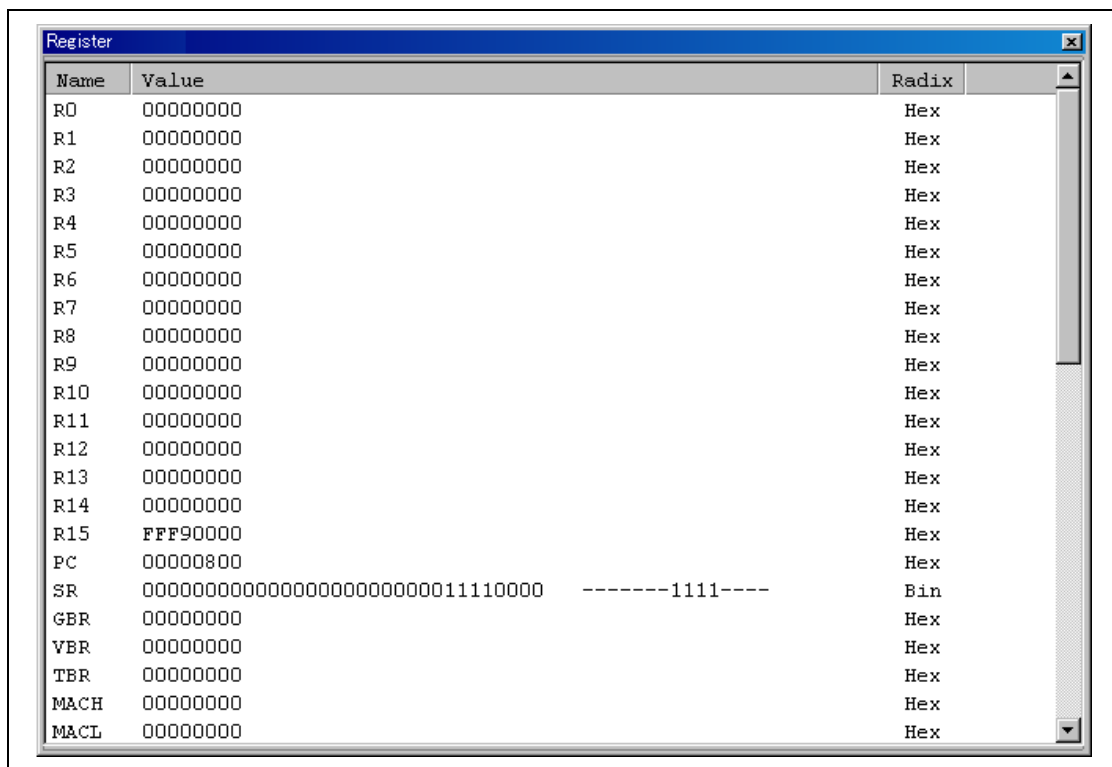 Register
Name Value Radix
R0 00000000 Hex
R1 00000000 Hex
R2 00000000 Hex
R3 00000000 Hex
R4 00000000 Hex
R5 00000000 Hex
R6 00000000 Hex
R7 00000000 Hex
R8 00000000 Hex
R9 00000000 Hex
R10 00000000 Hex
R11 00000000 Hex
R12 00000000 Hex
R13 00000000 Hex
R14 00000000 Hex
R15 FFF90000 Hex
PC 00000800 Hex
SR 00000000000000000000000011110000 -------1111---- Bin
GBR 00000000 Hex
VBR 00000000 Hex
TBR 00000000 Hex
MACH 00000000 Hex
MACL 00000000 Hex